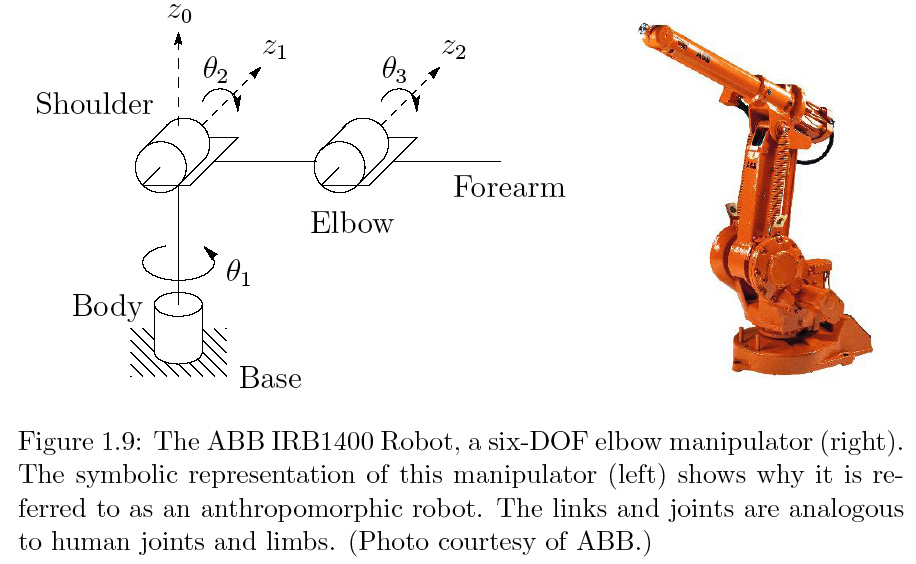 z0
z1
z2
θ2
θ3
Shoulder
Forearm
Elbow
θ1
Body
Base
ABB
Figure 1.9: The ABB IRB1400 Robot, a six-DOF elbow manipulator (right).
The symbolic representation of this manipulator (left) shows why it is re-
ferred to as an anthropomorphic robot. The links and joints are analogous
to human joints and limbs. (Photo courtesy of ABB.)